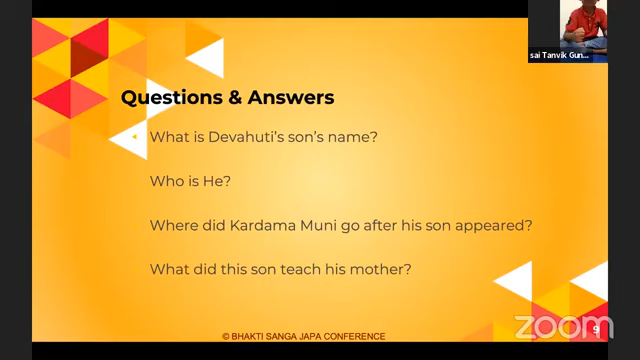 sai Tanvik Gun...
Questions & Answers
What is Devahuti's son's name?
Who is He?
Where did Kardama Muni go after his son appeared?
What did this son teach his mother?
© BHAKTI SANGA JAPA CONFERENCE
9
zoom